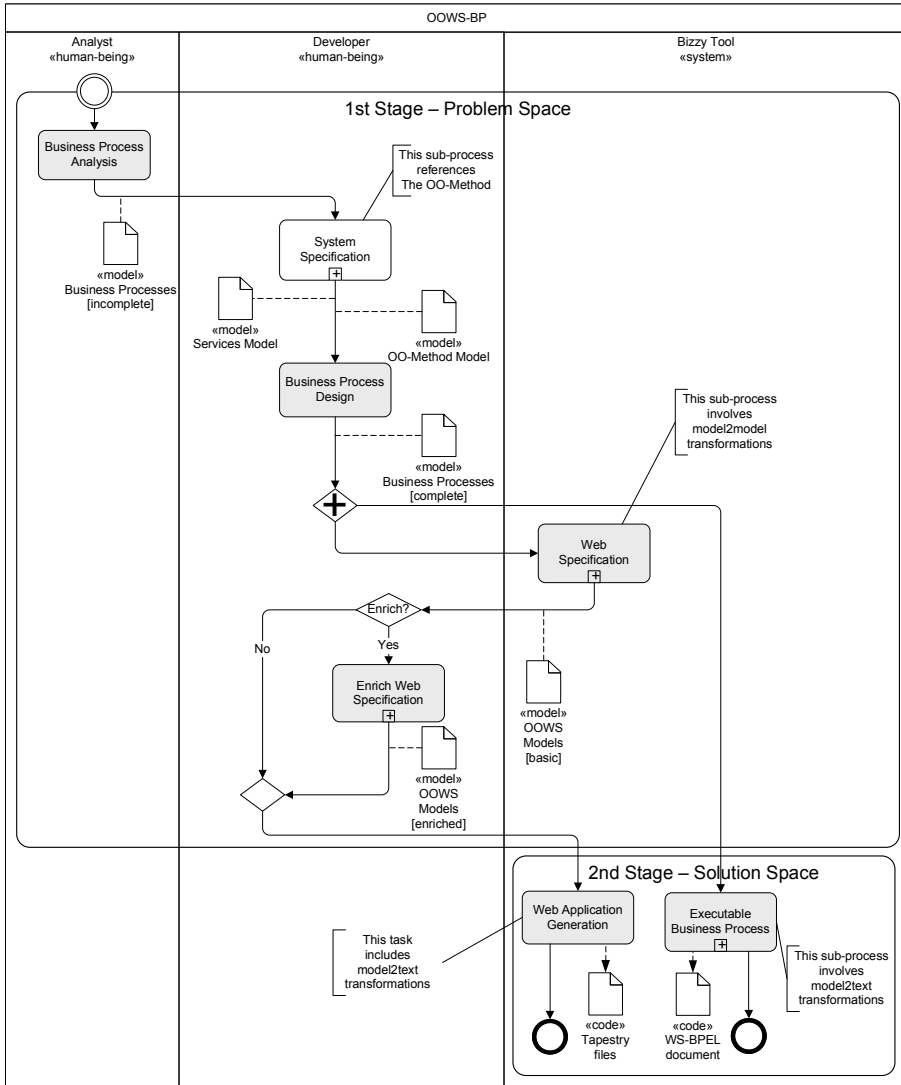 OOWS-BP
Analyst
«human-being»
Developer
«human-being»
Bizzy Tool
«system»
1st Stage – Problem Space
Business Process
Analysis
This sub-process
references
The OO-Method
System
Specification
«model»
Business Processes
[incomplete]
«model»
Services Model
«model»
OO-Method Model
Business Process
Design
This sub-process
involves
model2model
transformations
«model»
Business Processes
[complete]
Web
Specification
Enrich?
No
Yes
Enrich Web
Specification
«model»
OOWS
Models
[basic]
«model»
OOWS
Models
[enriched]
2nd Stage – Solution Space
Web Application
Generation
Executable
Business Process
This task
includes
model2text
transformations
This sub-process
involves
model2text
transformations
«code»
Tapestry
files
«code»
WS-BPEL
document